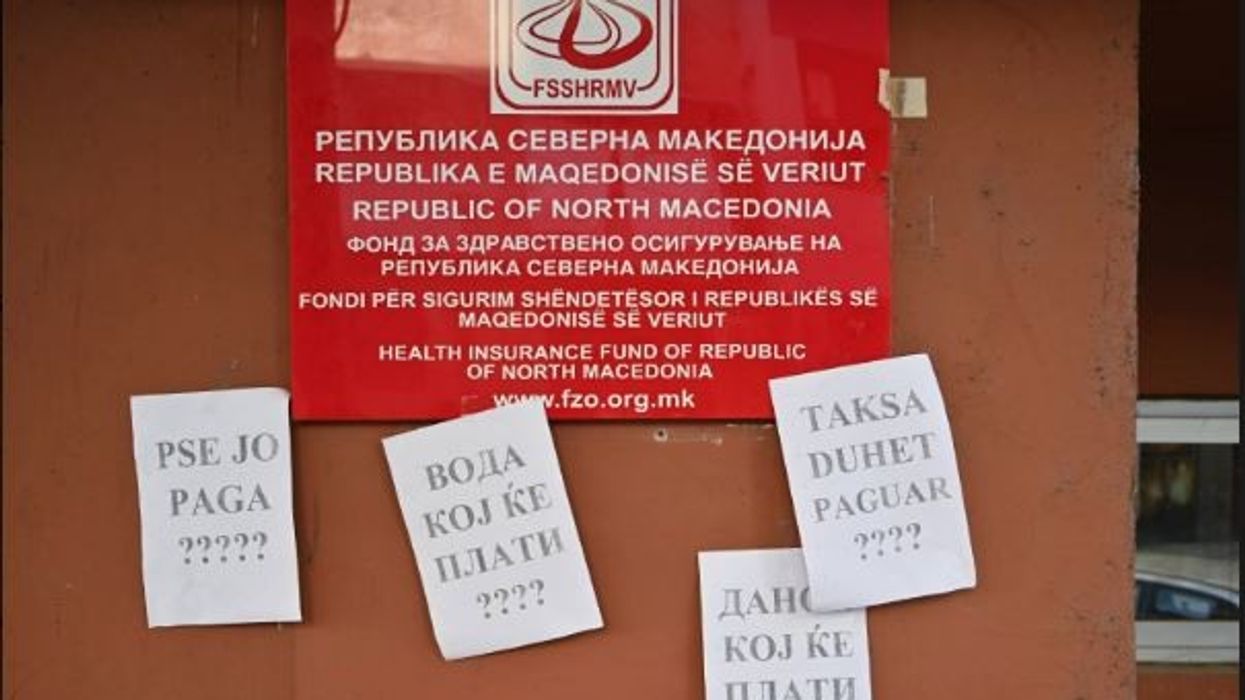 FSSHRMV
РЕПУБЛИКА СЕВЕРНА МАКЕДОНИЈА
REPUBLIKA E MAQEDONISË SË VERIUT
REPUBLIC OF NORTH MACEDONIA
ФОНД ЗА ЗДРАВСТВЕНО ОСИГУРУВАЊЕ НА
РЕПУБЛИКА СЕВЕРНА МАКЕДОНИЈА
FONDI PËR SIGURIM SHËNDETËSOR I REPUBLIKËS SË
MAQEDONISË SË VERIUT
HEALTH INSURANCE FUND OF REPUBLIC
OF NORTH MACEDONIA
www.fzo.org.mk
PSE JO
PAGA
?????
ВОДА
КОЈ ЌЕ
ПЛАТИ
????
TAKSA
DUHET
PAGUAR
????
КОЈ ЌЕ
ПЛАТИ